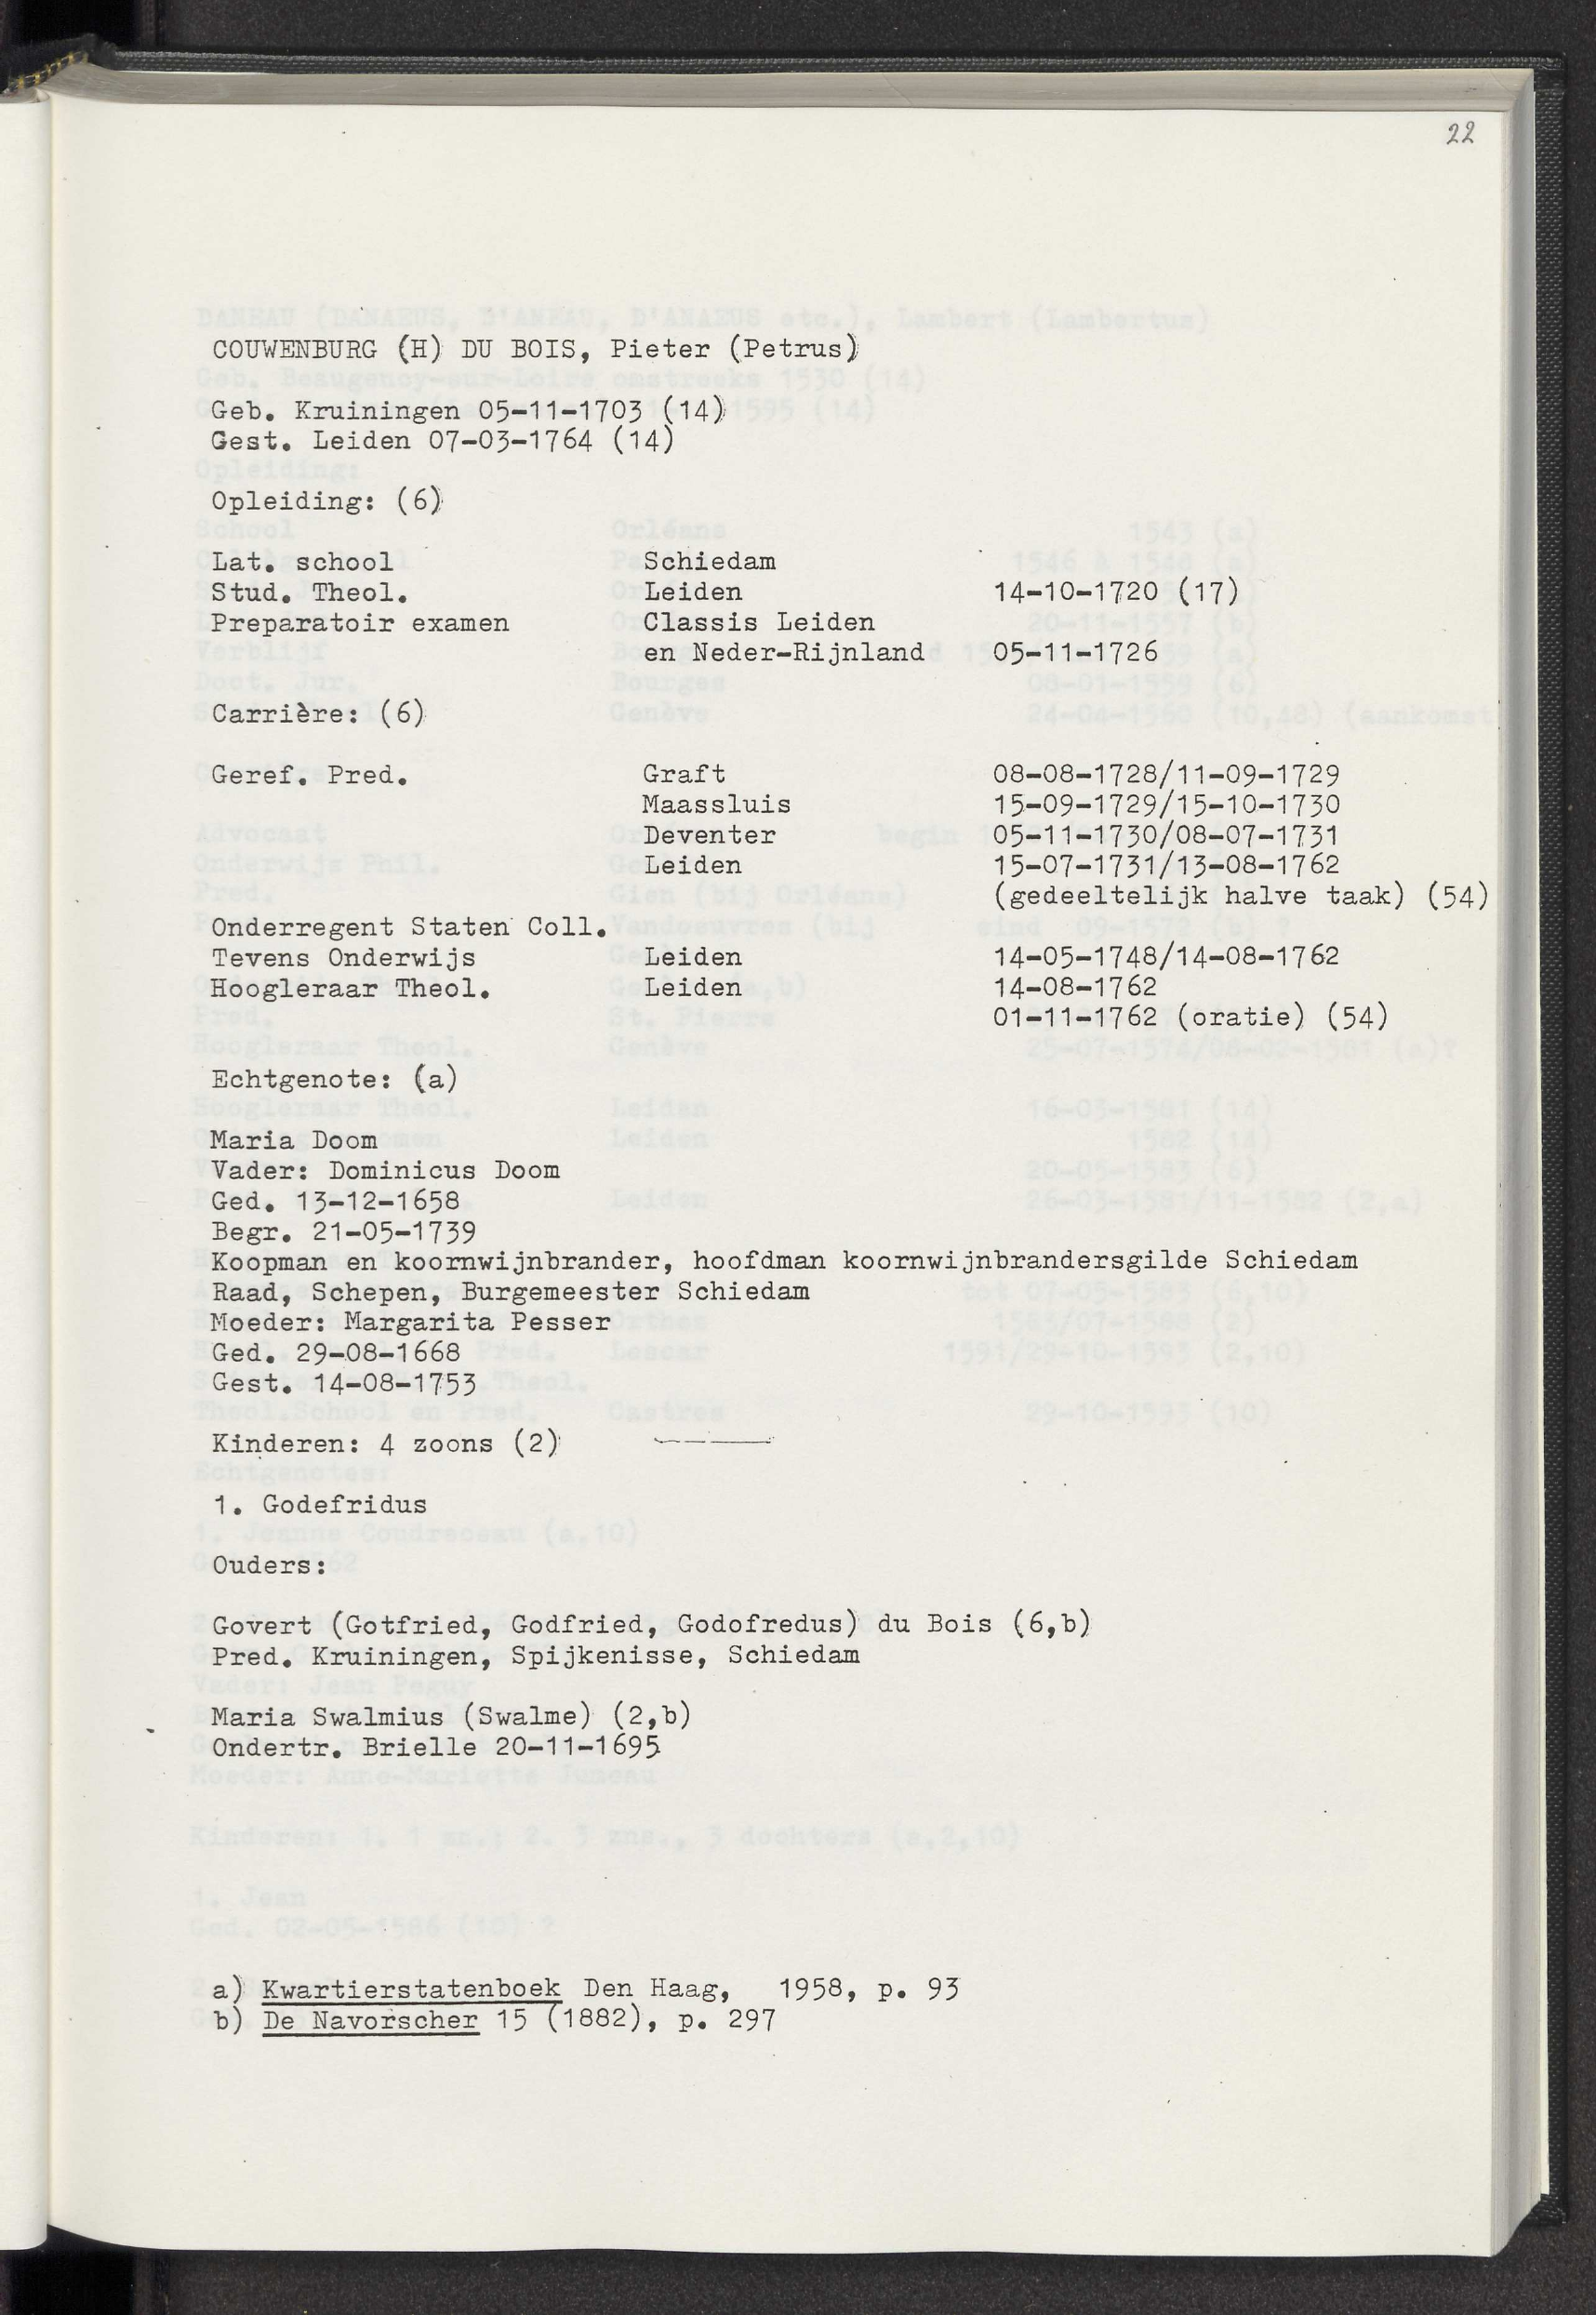 22
COUWENBURG (H) DU BOIS, Pieter (Petrus)
Geb. Kruiningen 05-11-1703 (14)
Gest. Leiden 07-03-1764 (14)
Opleiding: (6)
Lat. school Schiedam
Stud. Theol. Leiden 14-10-1720 (17)
Preparatoir examen Classis Leiden
en Neder-Rijnland 05-11-1726
Carrière: (6)
Geref. Pred. Graft 08-08-1728/11-09-1729
Maassluis 15-09-1729/15-10-1730
Deventer 05-11-1730/08-07-1731
Leiden 15-07-1731/13-08-1762
(gedeeltelijk halve taak) (54)
Onderregent Staten Coll.
Tevens Onderwijs Leiden 14-05-1748/14-08-1762
Hoogleraar Theol. Leiden 14-08-1762
01-11-1762 (oratie) (54)
Echtgenote: (a)
Maria Doom
Vader: Dominicus Doom
Ged. 13-12-1658
Begr. 21-05-1739
Koopman en koornwijnbrander, hoofdman koornwijnbrandersgilde Schiedam
Raad, Schepen, Burgemeester Schiedam
Moeder: Margarita Pesser
Ged. 29-08-1668
Gest. 14-08-1753
Kinderen: 4 zoons (2)
1. Godefridus
Ouders:
Govert (Gotfried, Godfried, Godofredus) du Bois (6,b)
Pred. Kruiningen, Spijkenisse, Schiedam
Maria Swalmius (Swalme) (2,b)
Ondertr. Brielle 20-11-1695
a) Kwartierstatenboek Den Haag, 1958, p. 93
b) De Navorscher 15 (1882), p. 297